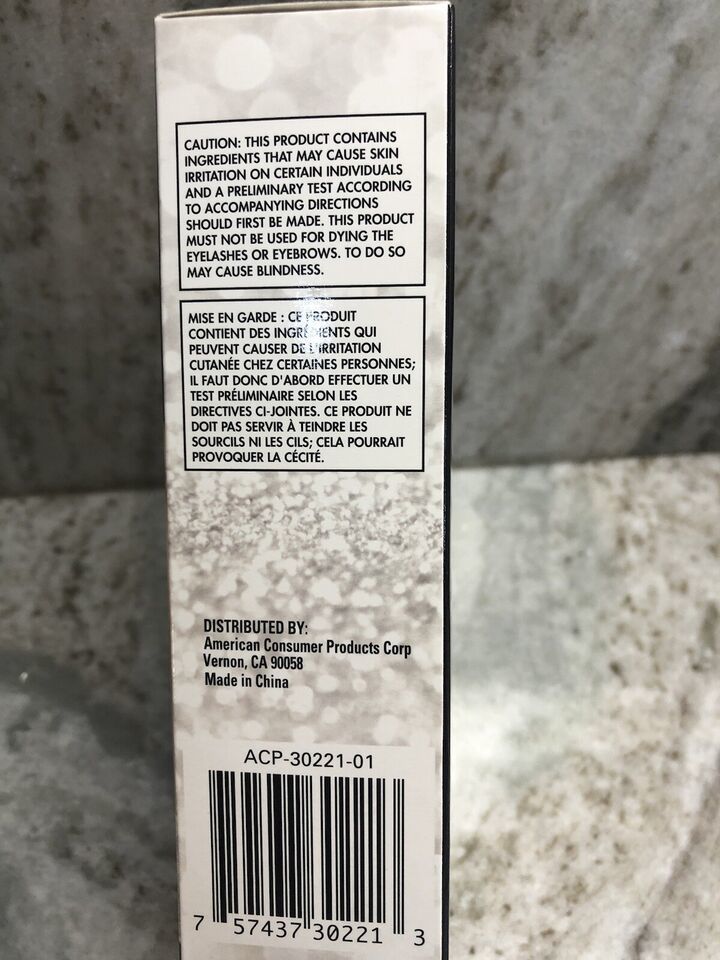 CAUTION: THIS PRODUCT CONTAINS
INGREDIENTS THAT MAY CAUSE SKIN
IRRITATION ON CERTAIN INDIVIDUALS
AND A PRELIMINARY TEST ACCORDING
TO ACCOMPANYING DIRECTIONS
SHOULD FIRST BE MADE. THIS PRODUCT
MUST NOT BE USED FOR DYING THE
EYELASHES OR EYEBROWS. TO DO SO
MAY CAUSE BLINDNESS.
MISE EN GARDE : CE PRODUIT
CONTIENT DES INGRÉDIENTS QUI
PEUVENT CAUSER DE L'IRRITATION
CUTANÉE CHEZ CERTAINES PERSONNES;
IL FAUT DONC D'ABORD EFFECTUER UN
TEST PRÉLIMINAIRE SELON LES
DIRECTIVES CI-JOINTES. CE PRODUIT NE
DOIT PAS SERVIR À TEINDRE LES
SOURCILS NI LES CILS; CELA POURRAIT
PROVOQUER LA CÉCITÉ.
DISTRIBUTED BY:
American Consumer Products Corp
Vernon, CA 90058
Made in China
ACP-30221-01
7 57437 30221 3